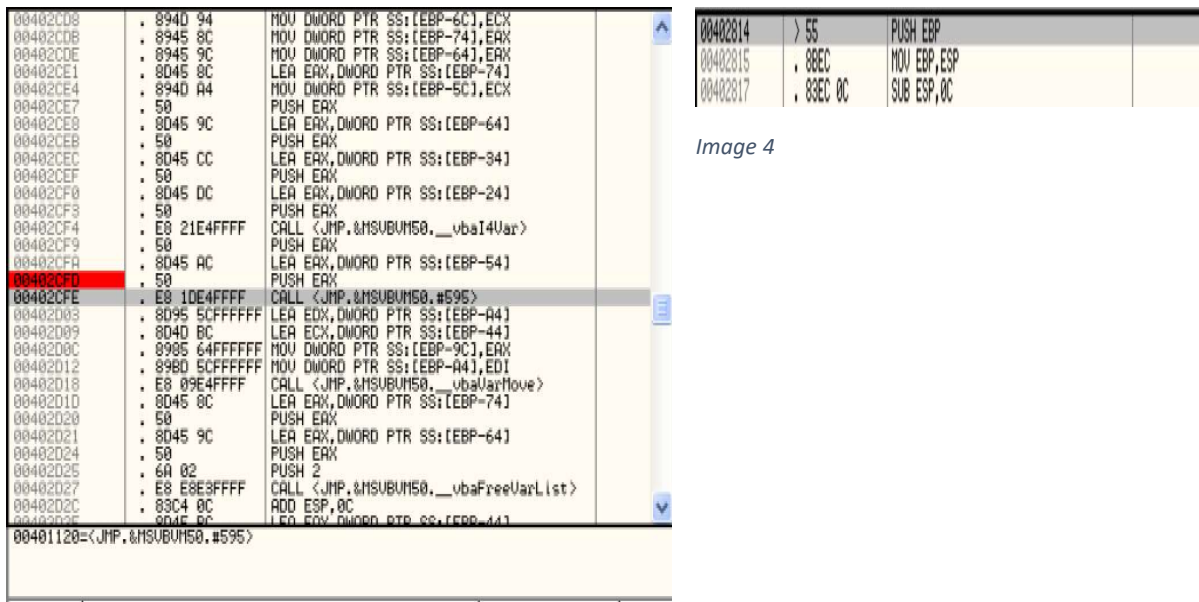 00402CD8 . 894D 94 MOV DWORD PTR SS:[EBP-6C],ECX
00402CDB . 8945 8C MOV DWORD PTR SS:[EBP-74],EAX
00402CDE . 8945 9C MOV DWORD PTR SS:[EBP-64],EAX
00402CE1 . 8D45 8C LEA EAX,DWORD PTR SS:[EBP-74]
00402CE4 . 894D A4 MOV DWORD PTR SS:[EBP-5C],ECX
00402CE7 . 50 PUSH EAX
00402CE8 . 8D45 9C LEA EAX,DWORD PTR SS:[EBP-64]
00402CEB . 50 PUSH EAX
00402CEC . 8D45 CC LEA EAX,DWORD PTR SS:[EBP-34]
00402CEF . 50 PUSH EAX
00402CF0 . 8D45 DC LEA EAX,DWORD PTR SS:[EBP-24]
00402CF3 . 50 PUSH EAX
00402CF4 . E8 21E4FFFF CALL <JMP.&MSVBVM50.__vbaI4Var>
00402CF9 . 50 PUSH EAX
00402CFA . 8D45 AC LEA EAX,DWORD PTR SS:[EBP-54]
00402CFD . 50 PUSH EAX
00402CFE . E8 1DE4FFFF CALL <JMP.&MSVBVM50.#595>
00402D03 . 8D95 5CFFFFFF LEA EDX,DWORD PTR SS:[EBP-A4]
00402D09 . 8D4D BC LEA ECX,DWORD PTR SS:[EBP-44]
00402D0C . 8985 64FFFFFF MOV DWORD PTR SS:[EBP-9C],EAX
00402D12 . 89BD 5CFFFFFF MOV DWORD PTR SS:[EBP-A4],EDI
00402D18 . E8 09E4FFFF CALL <JMP.&MSVBVM50.__vbaVarMove>
00402D1D . 8D45 8C LEA EAX,DWORD PTR SS:[EBP-74]
00402D20 . 50 PUSH EAX
00402D21 . 8D45 9C LEA EAX,DWORD PTR SS:[EBP-64]
00402D24 . 50 PUSH EAX
00402D25 . 6A 02 PUSH 2
00402D27 . E8 E8E3FFFF CALL <JMP.&MSVBVM50.__vbaFreeVarList>
00402D2C . 83C4 0C ADD ESP,0C
00401120=<JMP.&MSVBVM50.#595>
00402814 > 55 PUSH EBP
00402815 . 8BEC MOV EBP,ESP
00402817 . 83EC 0C SUB ESP,0C
Image 4